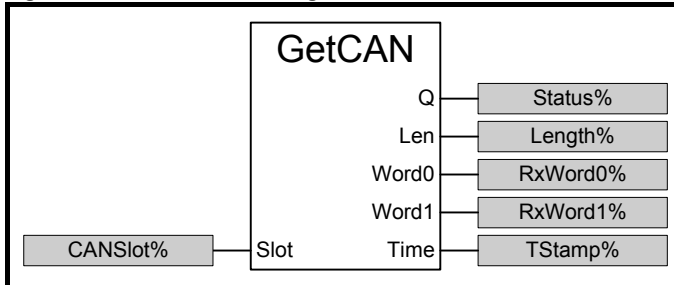 GetCAN
Q Status%
Len Length%
Word0 RxWord0%
Word1 RxWord1%
CANSlot% Slot Time TStamp%